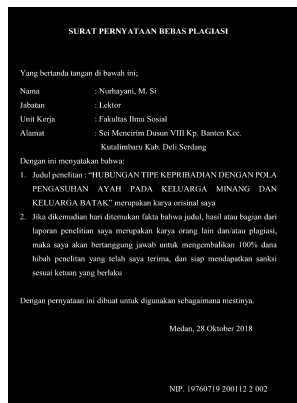 SURAT PERNYATAAN BEBAS PLAGIASI
Yang bertanda tangan di bawah ini;
Nama : Nurhayani, M. Si
Jabatan : Lektor
Unit Kerja : Fakultas Ilmu Sosial
Alamat : Sei Mencirim Dusun VIII Kp. Banten Kec.
Kutalimbaru Kab. Deli Serdang
Dengan ini menyatakan bahwa:
1. Judul penelitian : “HUBUNGAN TIPE KEPRIBADIAN DENGAN POLA
PENGASUHAN AYAH PADA KELUARGA MINANG DAN
KELUARGA BATAK” merupakan karya orisinal saya
2. Jika dikemudian hari ditemukan fakta bahwa judul, hasil atau bagian dari
laporan penelitian saya merupakan karya orang lain dan/atau plagiasi,
maka saya akan bertanggung jawab untuk mengembalikan 100% dana
hibah penelitian yang telah saya terima, dan siap mendapatkan sanksi
sesuai ketuan yang berlaku
Dengan pernyataan ini dibuat untuk digunakan sebagaimana mestinya.
Medan, 28 Oktober 2018
NIP. 19760719 200112 2 002